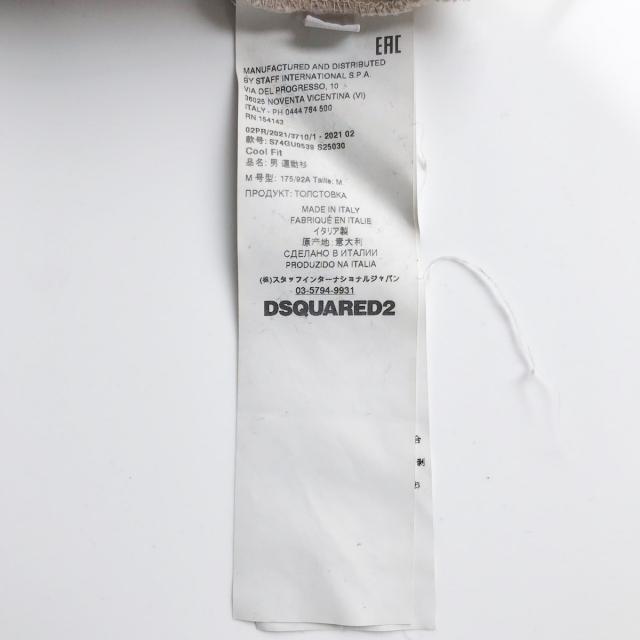 EAC
MANUFACTURED AND DISTRIBUTED
BY STAFF INTERNATIONAL S.P.A.
VIA DEL PROGRESSO, 10
36025 NOVENTA VICENTINA (VI)
ITALY - PH 0444 784 500
RN 154143
02PR/2021/3710/1 - 2021 02
款号: S74GU0539 S25030
Cool Fit
品名: 男 運動衫
M 号型: 175/92A Taille: M
ПРОДУКТ: ТОЛСТОВКА
MADE IN ITALY
FABRIQUÉ EN ITALIE
イタリア製
原产地: 意大利
СДЕЛАНО В ИТАЛИИ
PRODUZIDO NA ITALIA
(株)スタッフインターナショナルジャパン
03-5794-9931
DSQUARED2
合
剥